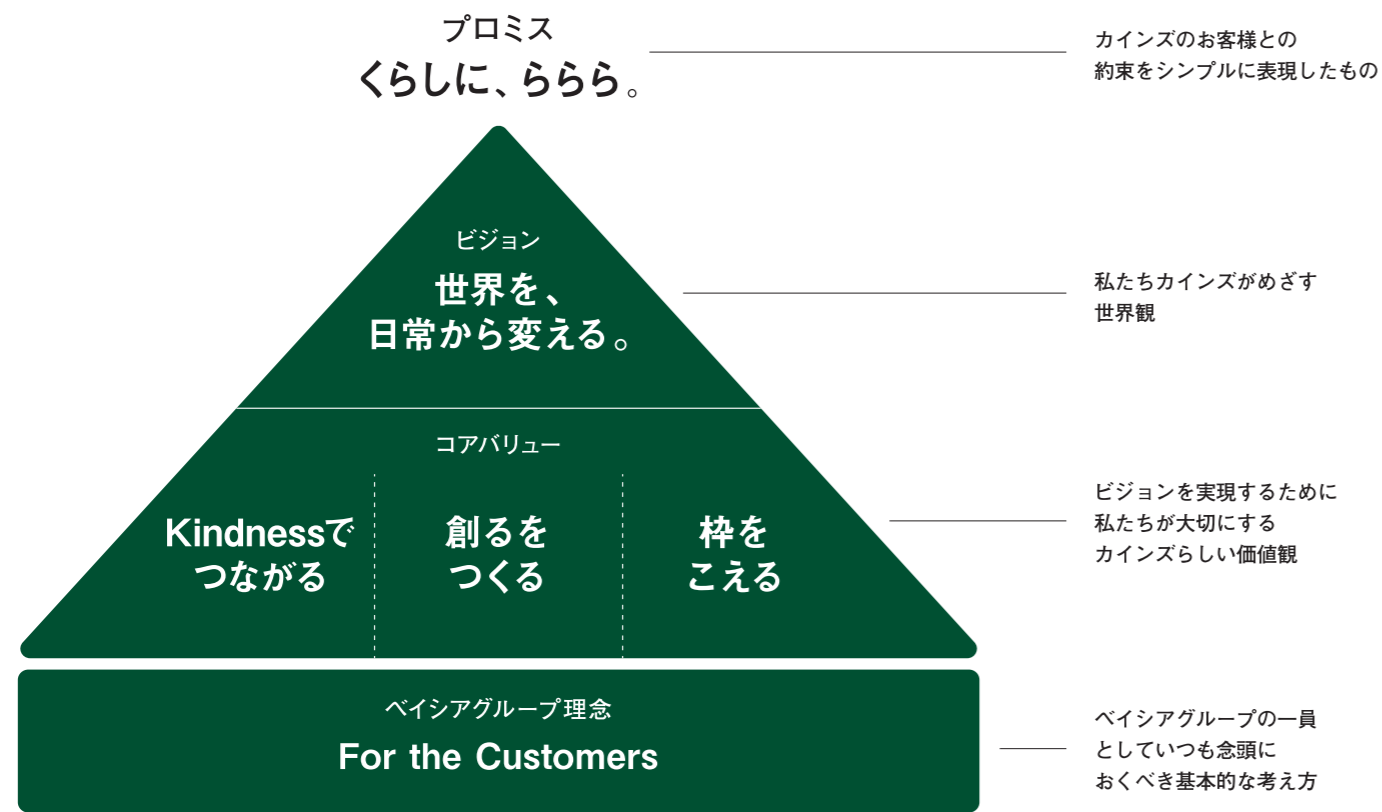 プロミス
くらしに、ららら。
カインズのお客様との
約束をシンプルに表現したもの
ビジョン
世界を、
日常から変える。
私たちカインズがめざす
世界観
コアバリュー
Kindnessで
つながる
創るを
つくる
枠を
こえる
ビジョンを実現するために
私たちが大切にする
カインズらしい価値観
ベイシアグループ理念
For the Customers
ベイシアグループの一員
としていつも念頭に
おくべき基本的な考え方